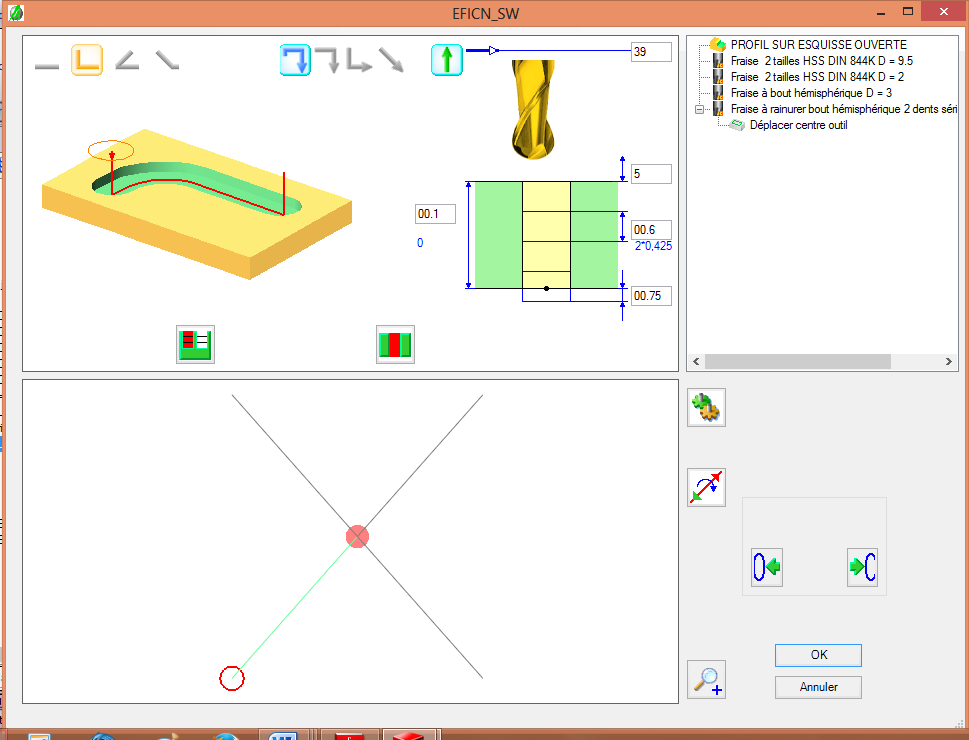 EFICN_SW
39
5
00.1
0
00.6
2*0,425
00.75
PROFIL SUR ESQUISSE OUVERTE
Fraise 2 tailles HSS DIN 844K D = 9.5
Fraise 2 tailles HSS DIN 844K D = 2
Fraise à bout hémisphérique D = 3
Fraise à rainurer bout hémisphérique 2 dents séri
Déplacer centre outil
OK
Annuler